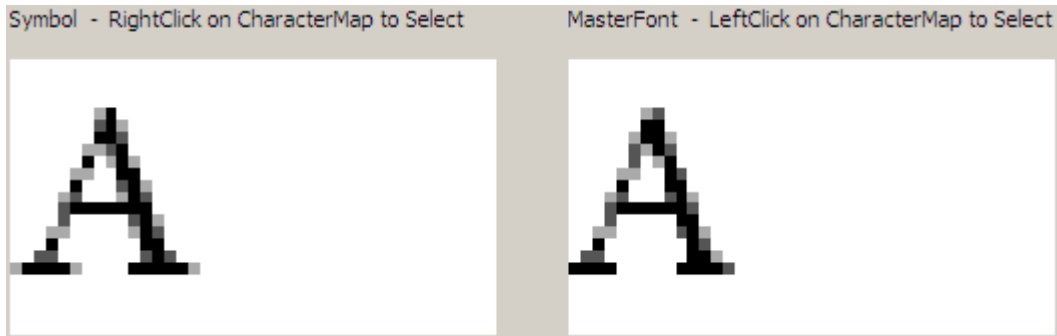 Symbol - RightClick on CharacterMap to Select
MasterFont - LeftClick on CharacterMap to Select
A
A